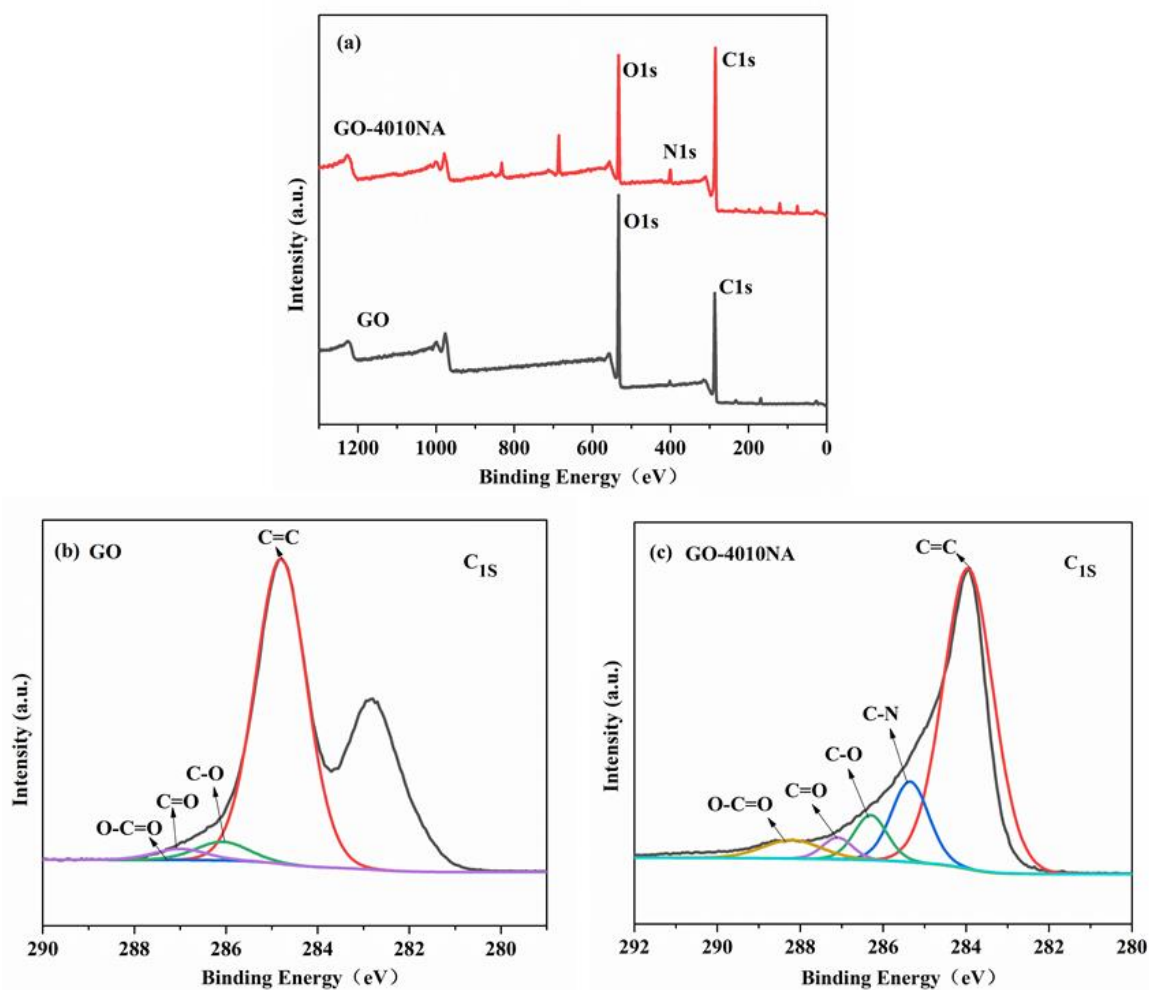 (a)
O1s
C1s
GO-4010NA
N1s
O1s
C1s
GO
Intensity (a.u.)
1200 1000 800 600 400 200 0
Binding Energy（eV）
(b) GO
C=C
C1S
C-O
C=O
O-C=O
Intensity (a.u.)
290 288 286 284 282 280
Binding Energy（eV）
(c) GO-4010NA
C=C
C1S
C-N
C-O
C=O
O-C=O
Intensity (a.u.)
292 290 288 286 284 282 280
Binding Energy（eV）